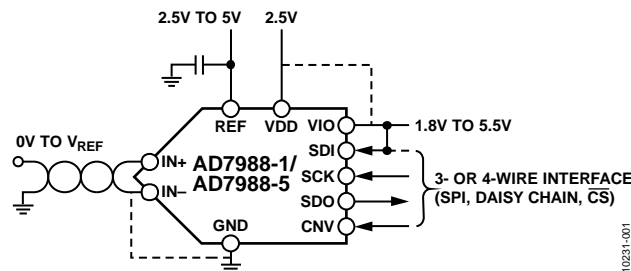 2.5V TO 5V
2.5V
REF
VDD
VIO
1.8V TO 5.5V
0V TO VREF
IN+
AD7988-1/
AD7988-5
IN–
SDI
SCK
SDO
CNV
3- OR 4-WIRE INTERFACE
(SPI, DAISY CHAIN, CS)
GND
10231-001